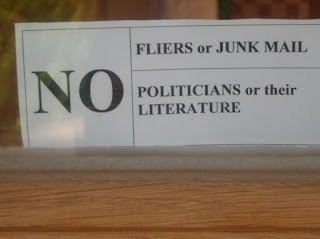 NO
FLIERS or JUNK MAIL
POLITICIANS or their
LITERATURE